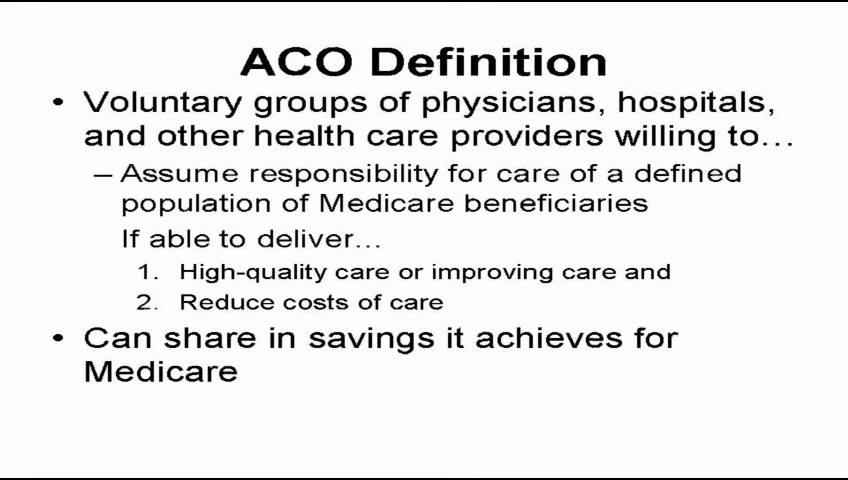 ACO Definition
• Voluntary groups of physicians, hospitals,
and other health care providers willing to…
– Assume responsibility for care of a defined
population of Medicare beneficiaries
If able to deliver…
1. High-quality care or improving care and
2. Reduce costs of care
• Can share in savings it achieves for
Medicare